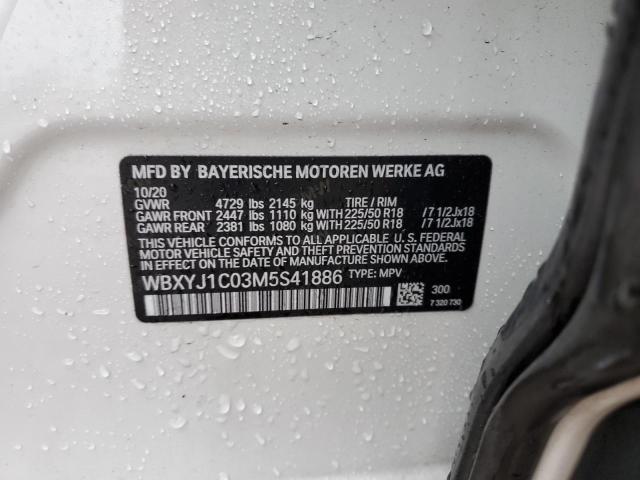 MFD BY BAYERISCHE MOTOREN WERKE AG
10/20
GVWR 4729 lbs 2145 kg TIRE / RIM
GAWR FRONT 2447 lbs 1110 kg WITH 225/50 R18 /7 1/2Jx18
GAWR REAR 2381 lbs 1080 kg WITH 225/50 R18 /7 1/2Jx18
THIS VEHICLE CONFORMS TO ALL APPLICABLE U. S. FEDERAL
MOTOR VEHICLE SAFETY AND THEFT PREVENTION STANDARDS
IN EFFECT ON THE DATE OF MANUFACTURE SHOWN ABOVE.
WBXYJ1C03M5S41886 TYPE: MPV
300
7 320 730